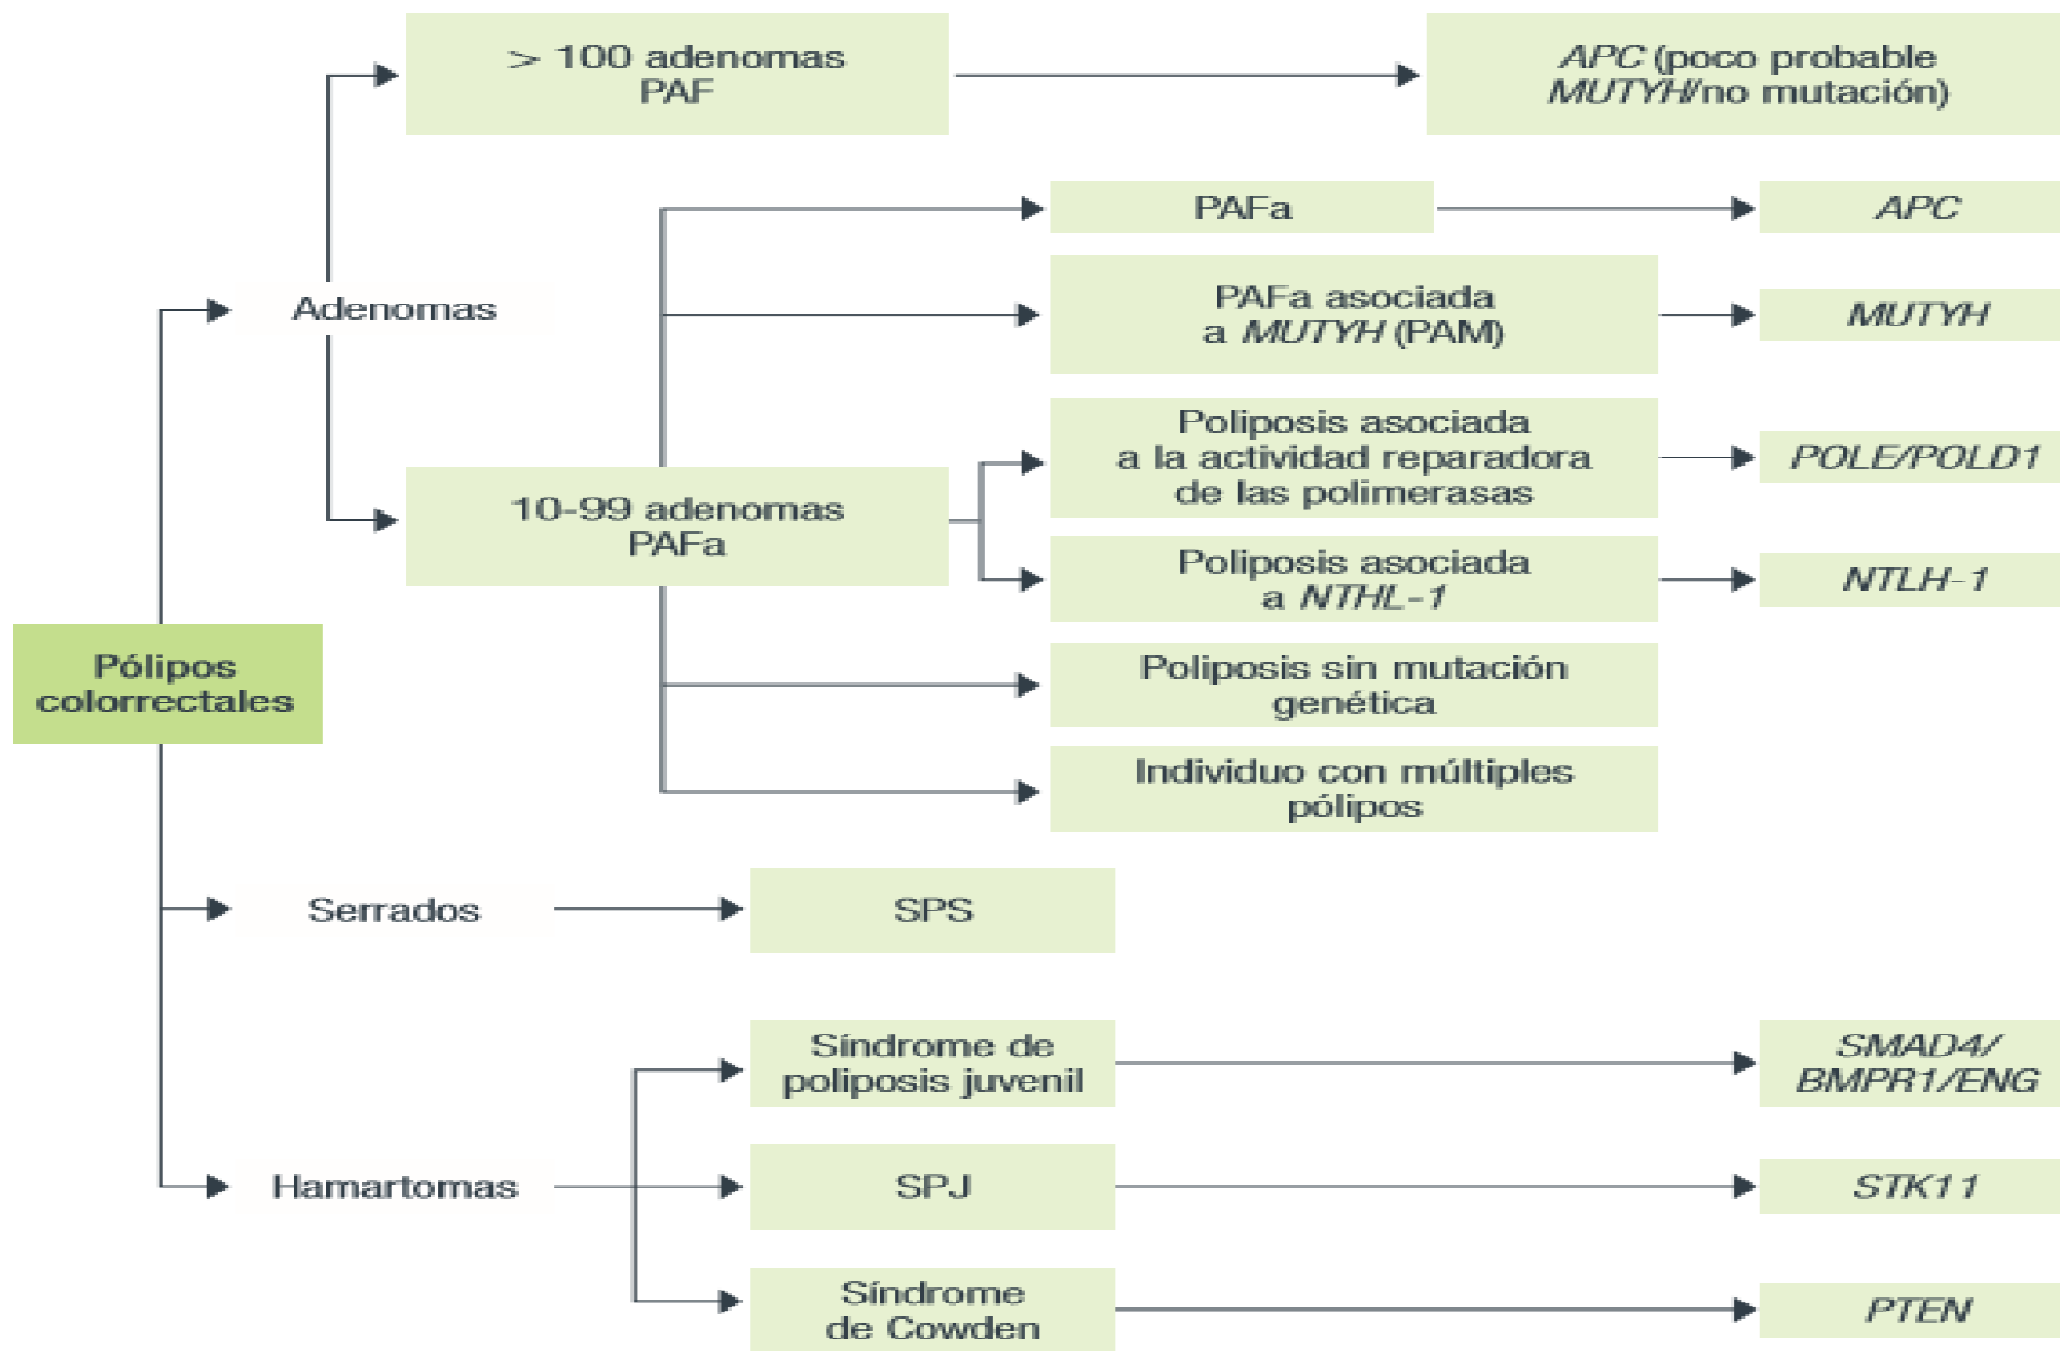 > 100 adenomas
PAF
APC (poco probable
MUTYH/no mutación)
PAFa
APC
Adenomas
PAFa asociada
a MUTYH (PAM)
MUTYH
Poliposis asociada
a la actividad reparadora
de las polimerasas
POLE/POLD1
10-99 adenomas
PAFa
Poliposis asociada
a NTHL-1
NTLH-1
Pólipos
colorrectales
Poliposis sin mutación
genética
Individuo con múltiples
pólipos
Serrados
SPS
Síndrome de
poliposis juvenil
SMAD4/
BMPR1/ENG
Hamartomas
SPJ
STK11
Síndrome
de Cowden
PTEN